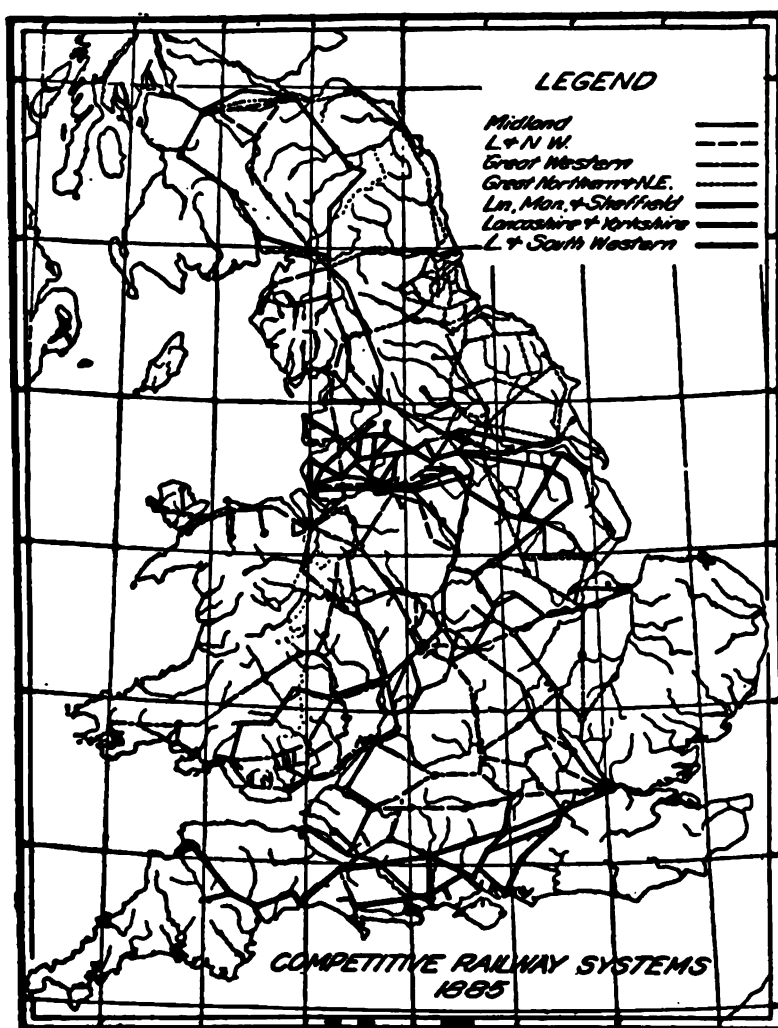 LEGEND
Midland
L & N W.
Great Western
Great Northern & N.E.
Ln, Man, & Sheffield
Lancashire & Yorkshire
L & South Western
COMPETITIVE RAILWAY SYSTEMS
1885